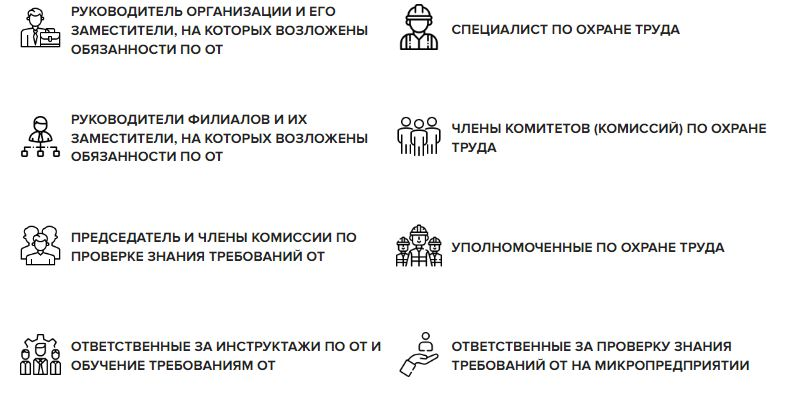 РУКОВОДИТЕЛЬ ОРГАНИЗАЦИИ И ЕГО
ЗАМЕСТИТЕЛИ, НА КОТОРЫХ ВОЗЛОЖЕНЫ
ОБЯЗАННОСТИ ПО ОТ
СПЕЦИАЛИСТ ПО ОХРАНЕ ТРУДА
РУКОВОДИТЕЛИ ФИЛИАЛОВ И ИХ
ЗАМЕСТИТЕЛИ, НА КОТОРЫХ ВОЗЛОЖЕНЫ
ОБЯЗАННОСТИ ПО ОТ
ЧЛЕНЫ КОМИТЕТОВ (КОМИССИЙ) ПО ОХРАНЕ
ТРУДА
ПРЕДСЕДАТЕЛЬ И ЧЛЕНЫ КОМИССИИ ПО
ПРОВЕРКЕ ЗНАНИЯ ТРЕБОВАНИЙ ОТ
УПОЛНОМОЧЕННЫЕ ПО ОХРАНЕ ТРУДА
ОТВЕТСТВЕННЫЕ ЗА ИНСТРУКТАЖИ ПО ОТ И
ОБУЧЕНИЕ ТРЕБОВАНИЯМ ОТ
ОТВЕТСТВЕННЫЕ ЗА ПРОВЕРКУ ЗНАНИЯ
ТРЕБОВАНИЙ ОТ НА МИКРОПРЕДПРИЯТИИ